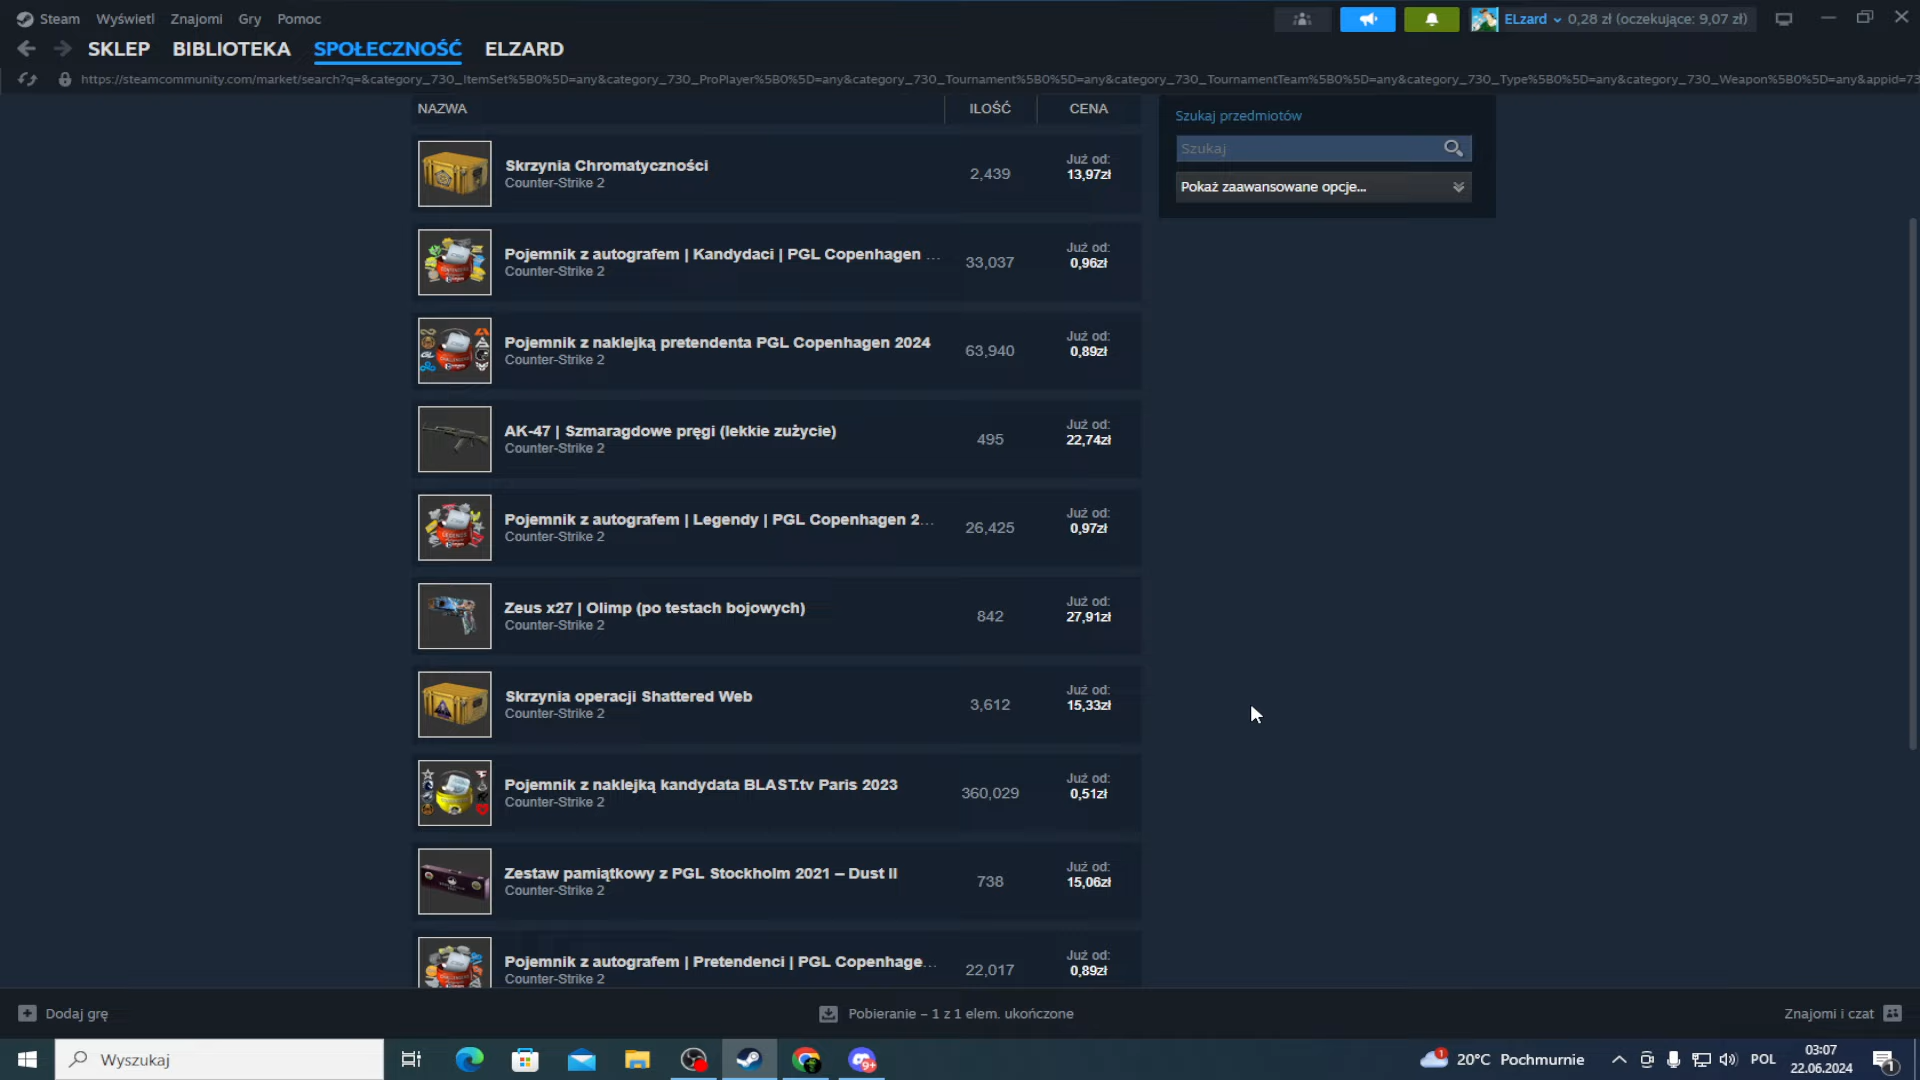 Steam Wyświetl Znajomi Gry Pomoc
ELzard 0,28 zł (oczekujące: 9,07 zł)
SKLEP BIBLIOTEKA SPOŁECZNOŚĆ ELZARD
https://steamcommunity.com/market/search?q=&category_730_ItemSet%5B0%5D=any&category_730_ProPlayer%5B0%5D=any&category_730_Tournament%5B0%5D=any&category_730_TournamentTeam%5B0%5D=any&category_730_Type%5B0%5D=any&category_730_Weapon%5B0%5D=any&appid=73
NAZWA ILOŚĆ CENA
Szukaj przedmiotów
Szukaj
Pokaż zaawansowane opcje...
Skrzynia Chromatyczności
Counter-Strike 2
2,439
Już od:
13,97zł
Pojemnik z autografem | Kandydaci | PGL Copenhagen ...
Counter-Strike 2
33,037
Już od:
0,96zł
Pojemnik z naklejką pretendenta PGL Copenhagen 2024
Counter-Strike 2
63,940
Już od:
0,89zł
AK-47 | Szmaragdowe pręgi (lekkie zużycie)
Counter-Strike 2
495
Już od:
22,74zł
Pojemnik z autografem | Legendy | PGL Copenhagen 2...
Counter-Strike 2
26,425
Już od:
0,97zł
Zeus x27 | Olimp (po testach bojowych)
Counter-Strike 2
842
Już od:
27,91zł
Skrzynia operacji Shattered Web
Counter-Strike 2
3,612
Już od:
15,33zł
Pojemnik z naklejką kandydata BLAST.tv Paris 2023
Counter-Strike 2
360,029
Już od:
0,51zł
Zestaw pamiątkowy z PGL Stockholm 2021 – Dust II
Counter-Strike 2
738
Już od:
15,06zł
Pojemnik z autografem | Pretendenci | PGL Copenhage...
Counter-Strike 2
22,017
Już od:
0,89zł
Dodaj grę
Pobieranie – 1 z 1 elem. ukończone
Znajomi i czat
Wyszukaj
9+
1
20°C Pochmurnie
POL
03:07
22.06.2024
1